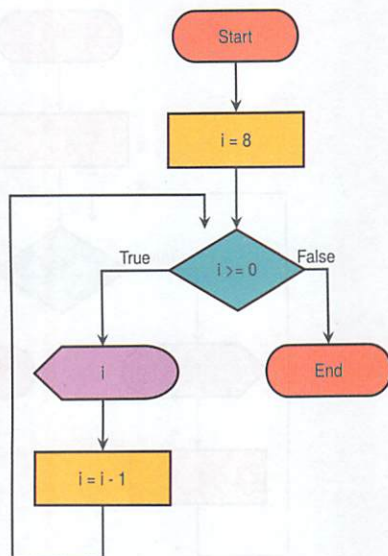 Start
i = 8
True
i >= 0
False
i
End
i = i - 1